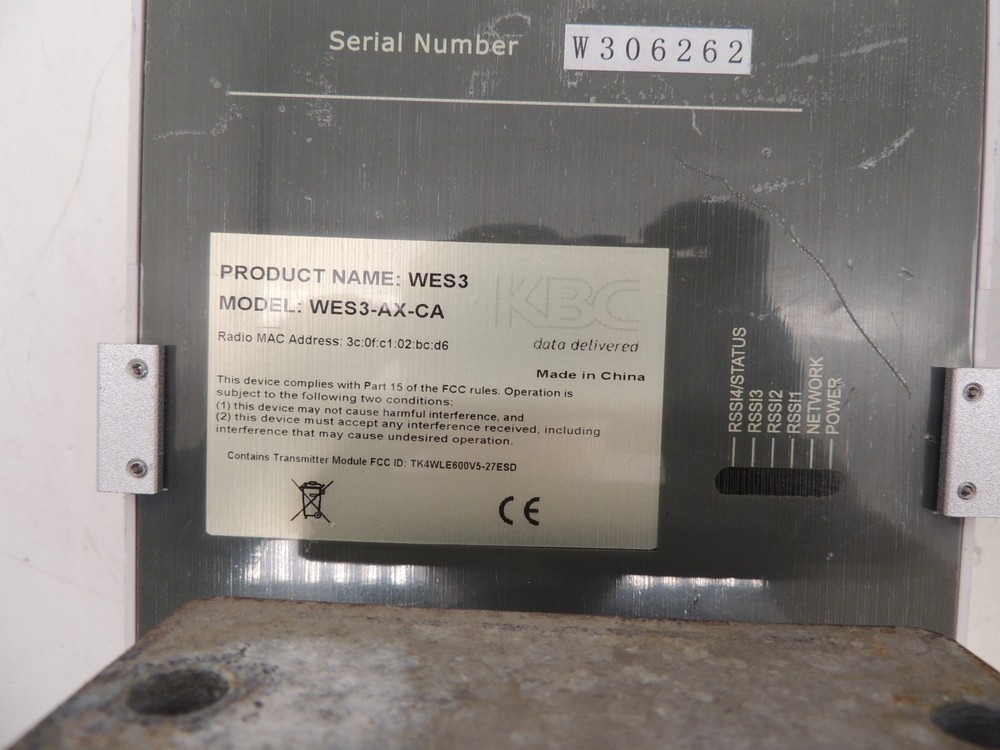 Serial Number W306262
PRODUCT NAME: WES3
MODEL: WES3-AX-CA
KBC
data delivered
Radio MAC Address: 3c:0f:c1:02:bc:d6
Made in China
This device complies with Part 15 of the FCC rules. Operation is
subject to the following two conditions:
(1) this device may not cause harmful interference, and
(2) this device must accept any interference received, including
interference that may cause undesired operation.
Contains Transmitter Module FCC ID: TK4WLE600V5-27ESD
CE
RSSI4/STATUS
RSSI3
RSSI2
RSSI1
NETWORK
POWER